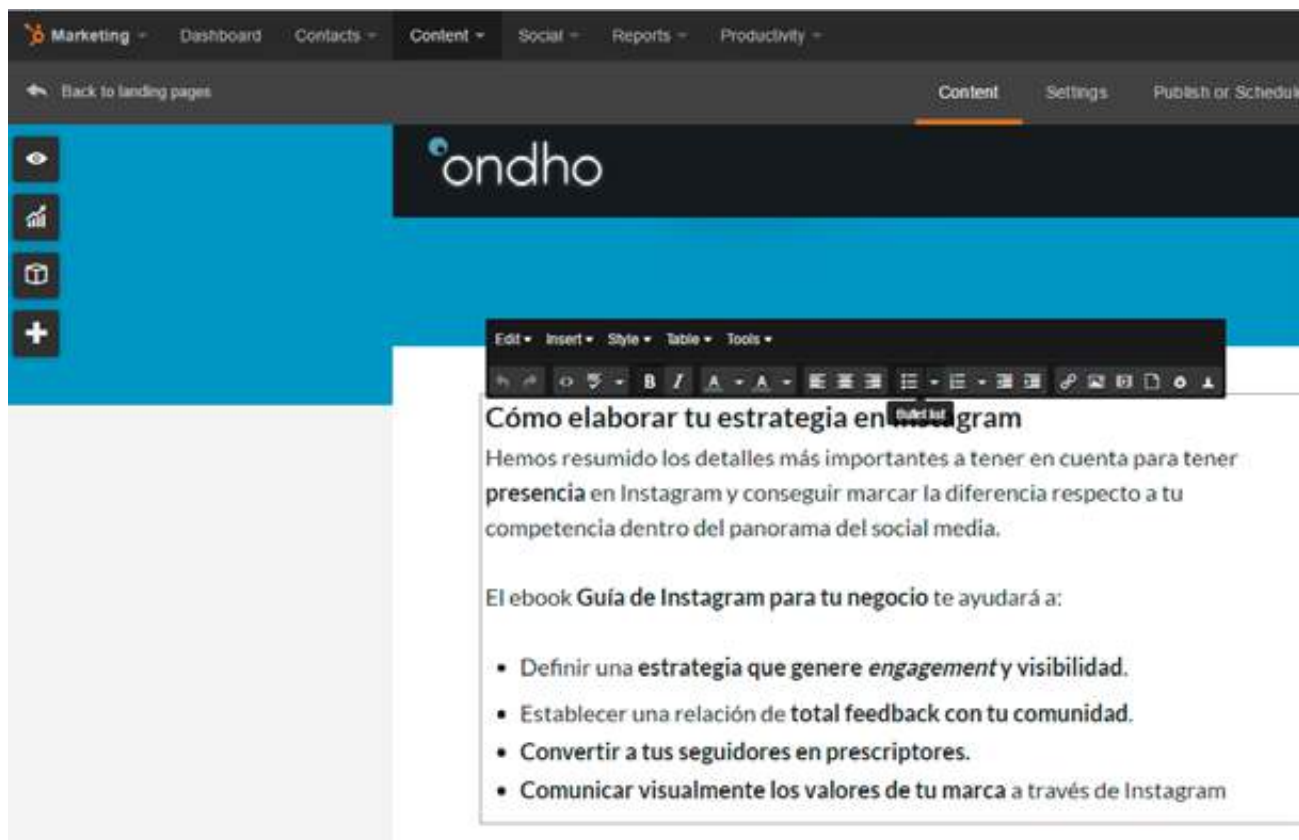 Marketing Dashboard Contacts Content Social Reports Productivity
Back to landing pages Content Settings Publish or Schedule
ondho
Edit Insert Style Table Tools
B I A A
Bullet list
Cómo elaborar tu estrategia en Instagram
Hemos resumido los detalles más importantes a tener en cuenta para tener
presencia en Instagram y conseguir marcar la diferencia respecto a tu
competencia dentro del panorama del social media.
El ebook Guía de Instagram para tu negocio te ayudará a:
• Definir una estrategia que genere engagement y visibilidad.
• Establecer una relación de total feedback con tu comunidad.
• Convertir a tus seguidores en prescriptores.
• Comunicar visualmente los valores de tu marca a través de Instagram